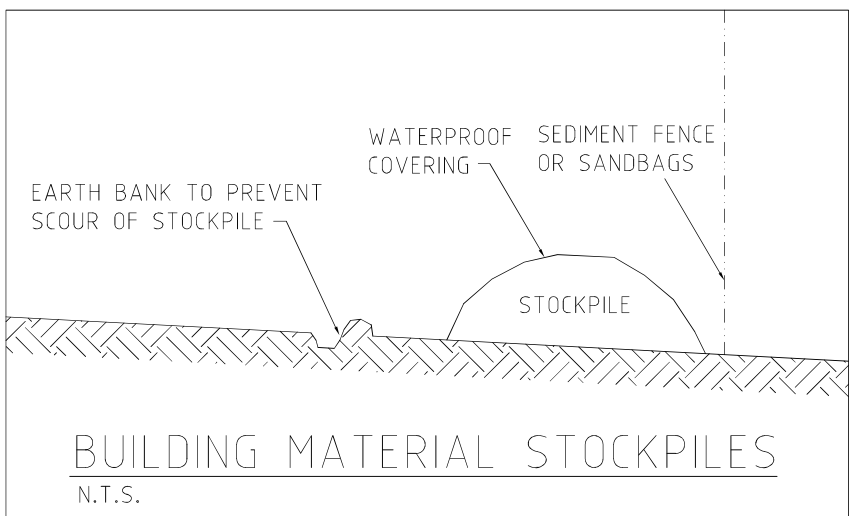 WATERPROOF
COVERING
SEDIMENT FENCE
OR SANDBAGS
EARTH BANK TO PREVENT
SCOUR OF STOCKPILE
STOCKPILE
BUILDING MATERIAL STOCKPILES
N.T.S.